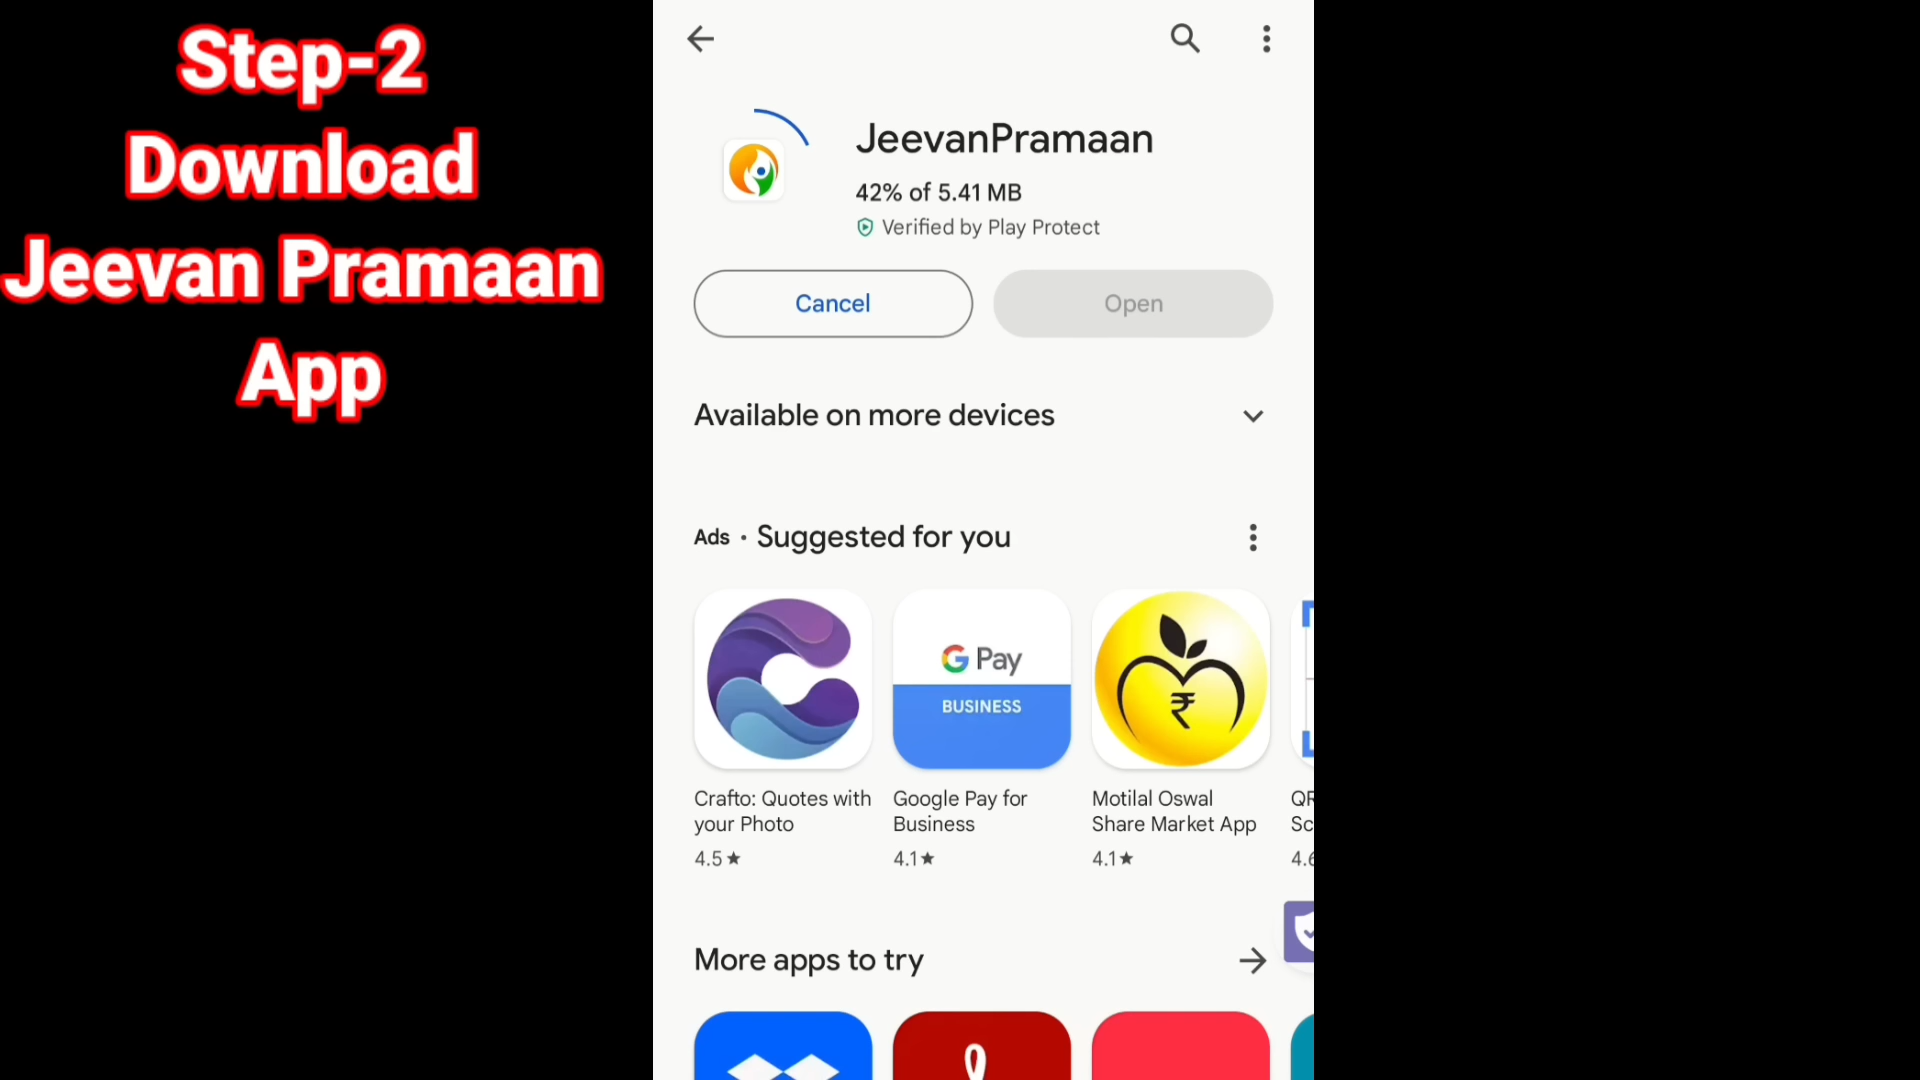 Step-2
Download
Jeevan Pramaan
App
JeevanPramaan
42% of 5.41 MB
Verified by Play Protect
Cancel
Open
Available on more devices
Ads • Suggested for you
G Pay
BUSINESS
₹
Crafto: Quotes with
your Photo
4.5★
Google Pay for
Business
4.1★
Motilal Oswal
Share Market App
4.1★
QR
Sc
More apps to try